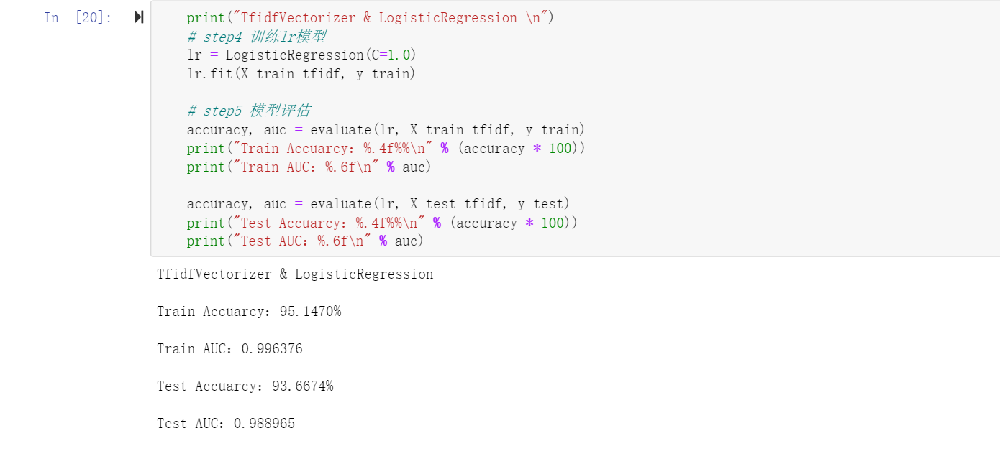 In [20]:
print("TfidfVectorizer & LogisticRegression \n")
# step4 训练lr模型
lr = LogisticRegression(C=1.0)
lr.fit(X_train_tfidf, y_train)
# step5 模型评估
accuracy, auc = evaluate(lr, X_train_tfidf, y_train)
print("Train Accuarcy：%.4f%%\n" % (accuracy * 100))
print("Train AUC：%.6f\n" % auc)
accuracy, auc = evaluate(lr, X_test_tfidf, y_test)
print("Test Accuarcy：%.4f%%\n" % (accuracy * 100))
print("Test AUC：%.6f\n" % auc)
TfidfVectorizer & LogisticRegression
Train Accuarcy：95.1470%
Train AUC：0.996376
Test Accuarcy：93.6674%
Test AUC：0.988965